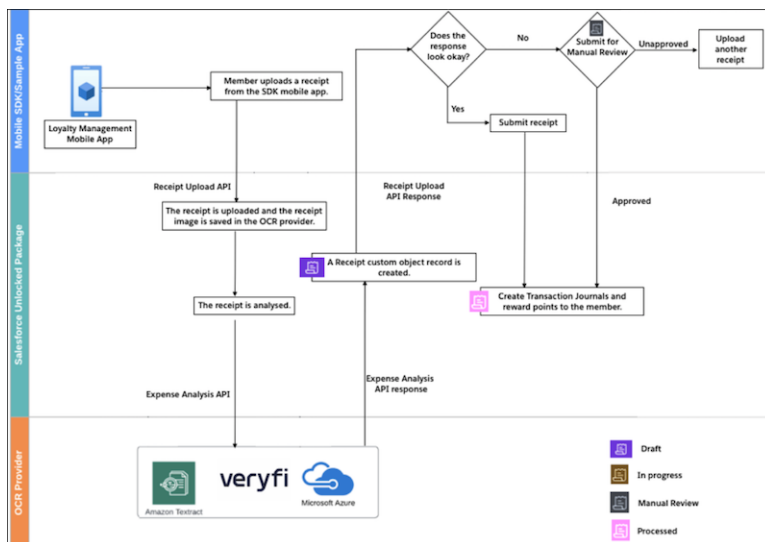 Mobile SDK/Sample App
Loyalty Management
Mobile App
Member uploads a receipt
from the SDK mobile app.
Does the
response
look okay?
No
Submit for
Manual Review
Unapproved
Upload
another
receipt
Yes
Submit receipt
Salesforce Unlocked Package
Receipt Upload API
The receipt is uploaded and the receipt
image is saved in the OCR provider.
The receipt is analysed.
Expense Analysis API
Receipt Upload
API Response
A Receipt custom object record is
created.
Expense Analysis
API response
Approved
Create Transaction Journals and
reward points to the member.
OCR Provider
Amazon Textract
veryfi
Microsoft Azure
Draft
In progress
Manual Review
Processed